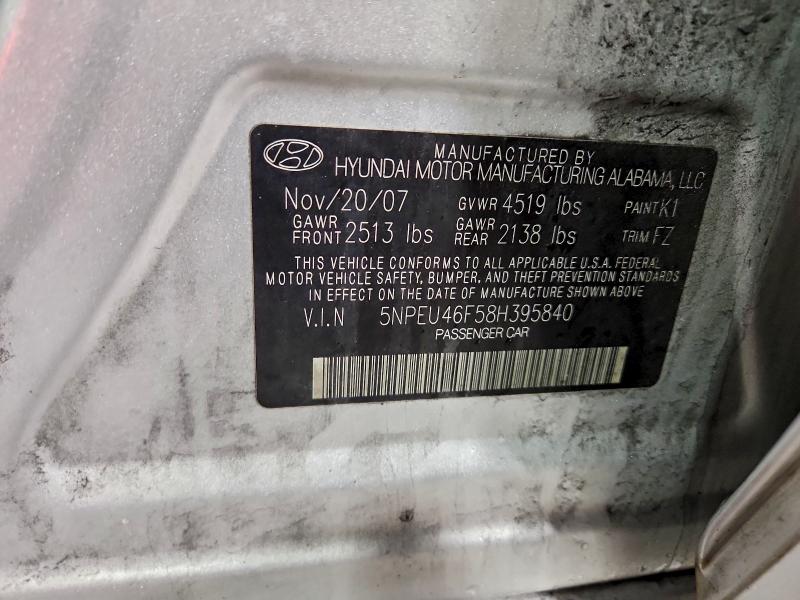 MANUFACTURED BY
HYUNDAI MOTOR MANUFACTURING ALABAMA, LLC
Nov/20/07 GVWR 4519 lbs PAINT K1
GAWR FRONT 2513 lbs GAWR REAR 2138 lbs TRIM FZ
THIS VEHICLE CONFORMS TO ALL APPLICABLE U.S.A. FEDERAL
MOTOR VEHICLE SAFETY, BUMPER, AND THEFT PREVENTION STANDARDS
IN EFFECT ON THE DATE OF MANUFACTURING SHOWN ABOVE
V.I.N 5NPEU46F58H395840
PASSENGER CAR